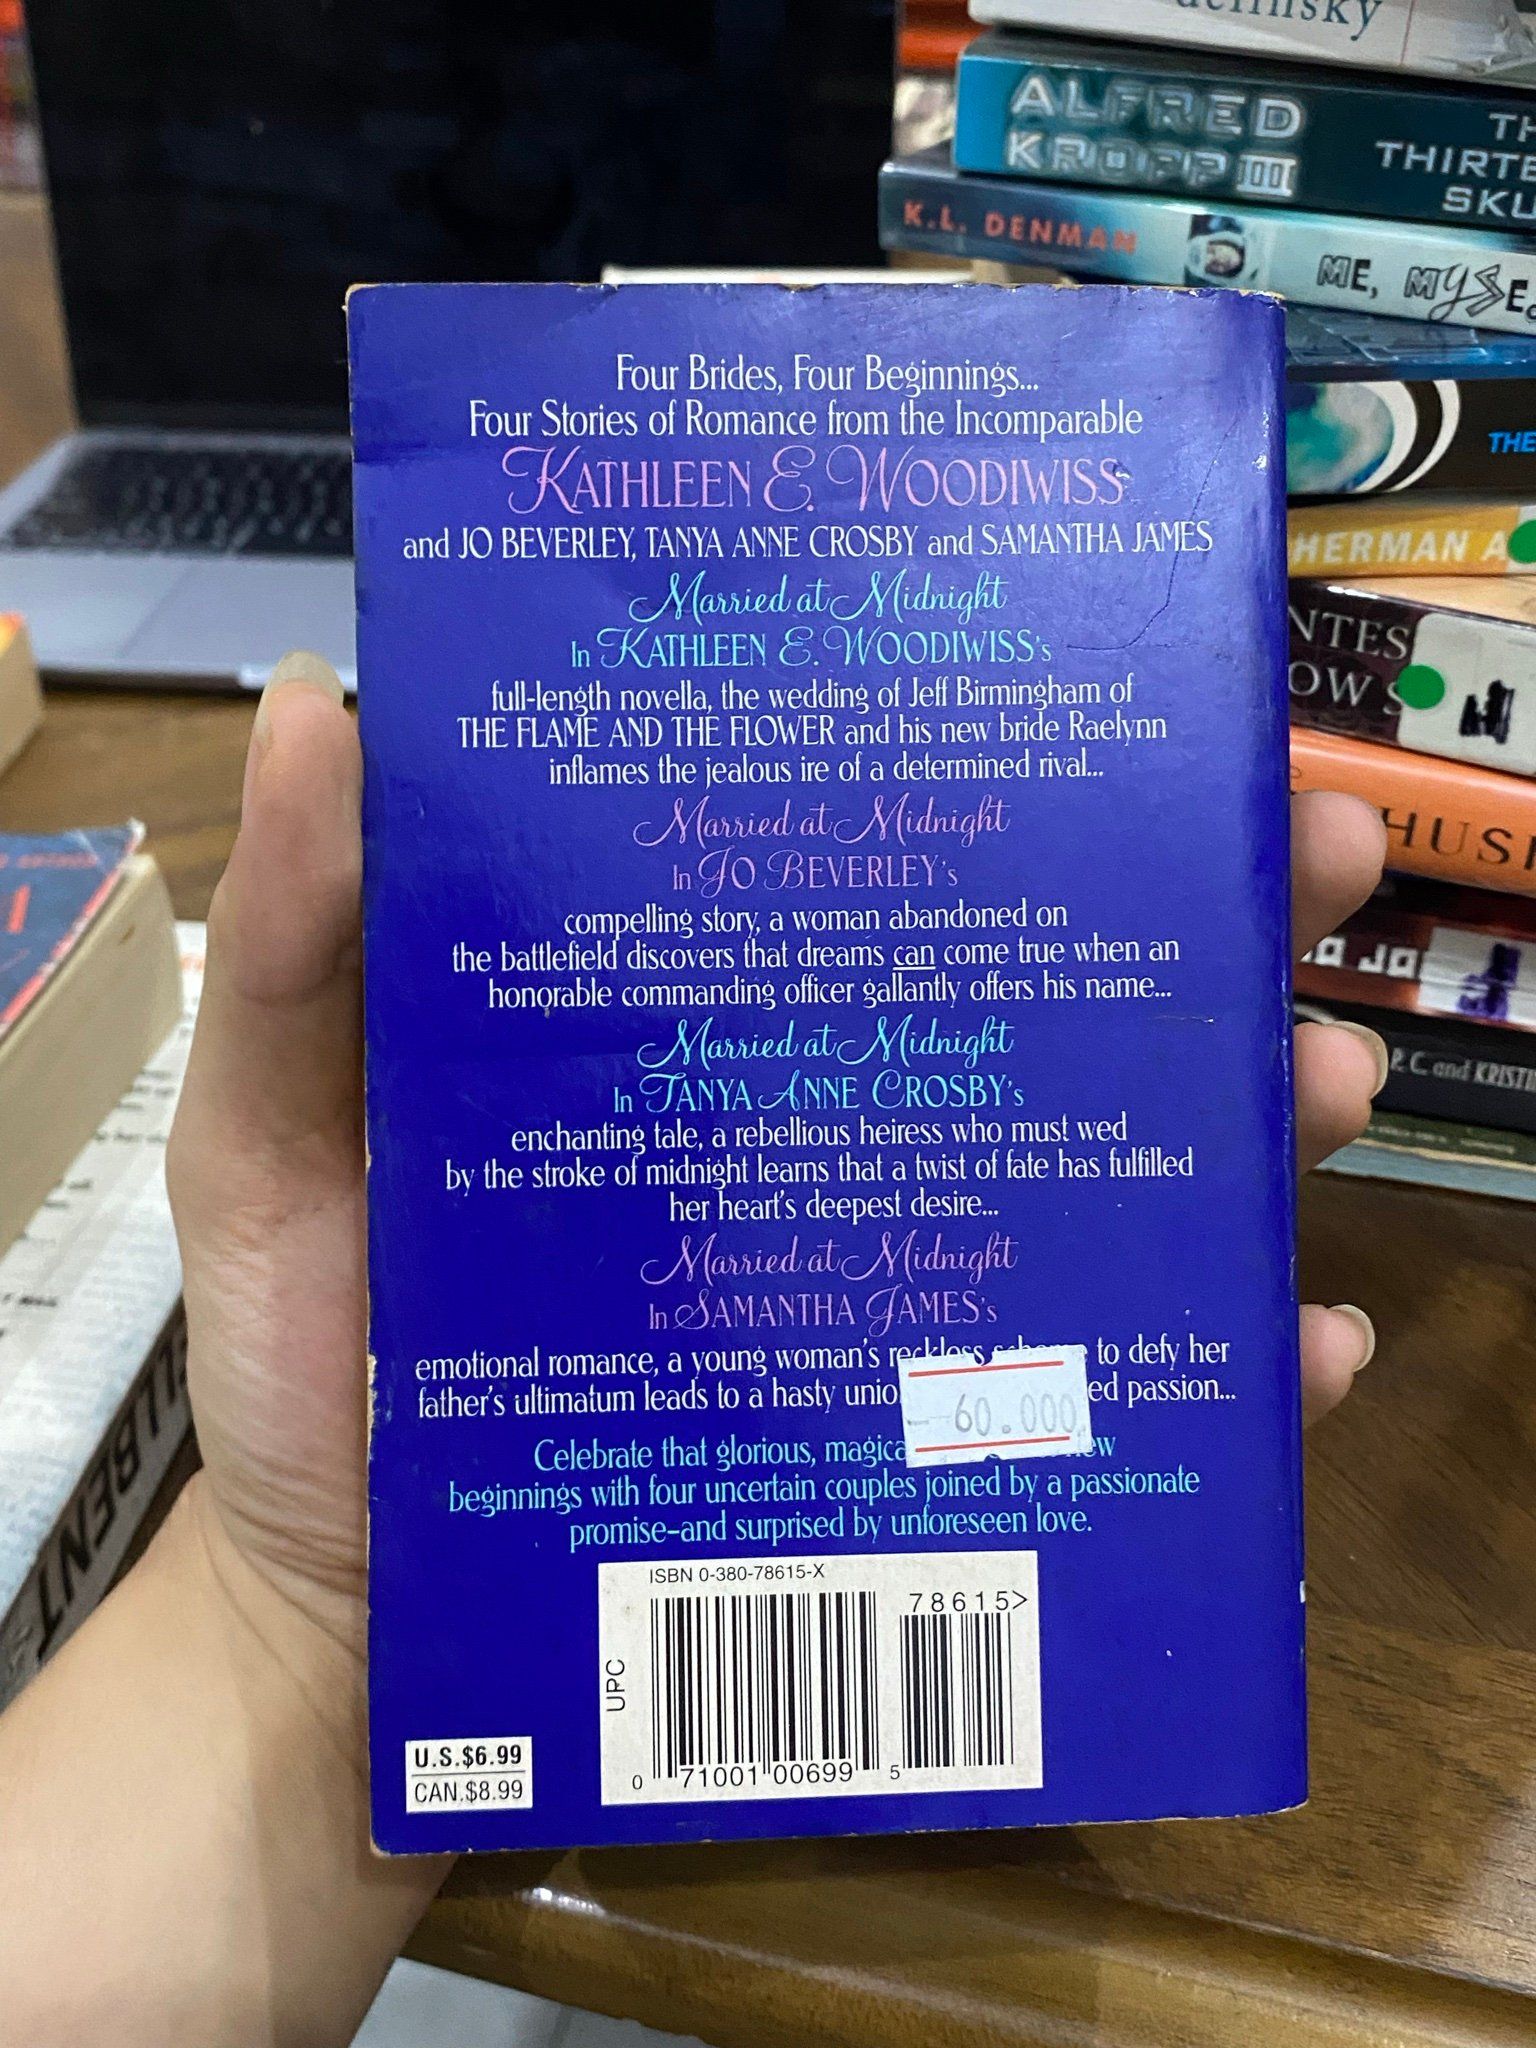 Four Brides, Four Beginnings...
Four Stories of Romance from the Incomparable
KATHLEEN E. WOODIWISS
and JO BEVERLEY, TANYA ANNE CROSBY and SAMANTHA JAMES
Married at Midnight
In KATHLEEN E. WOODIWISS's
full-length novella, the wedding of Jeff Birmingham of
THE FLAME AND THE FLOWER and his new bride Raelynn
inflames the jealous ire of a determined rival...
Married at Midnight
In JO BEVERLEY's
compelling story, a woman abandoned on
the battlefield discovers that dreams can come true when an
honorable commanding officer gallantly offers his name...
Married at Midnight
In TANYA ANNE CROSBY's
enchanting tale, a rebellious heiress who must wed
by the stroke of midnight learns that a twist of fate has fulfilled
her heart's deepest desire...
Married at Midnight
In SAMANTHA JAMES's
emotional romance, a young woman's reckless to defy her
father's ultimatum leads to a hasty unio ed passion...
60.000
Celebrate that glorious, magica ew
beginnings with four uncertain couples joined by a passionate
promise–and surprised by unforeseen love.
ISBN 0-380-78615-X
78615>
UPC
0 71001 00699 5
U.S.$6.99
CAN.$8.99
delinsky
ALFRED
KROPP III
TH
THIRTE
SKU
K.L. DENMAN
ME, MYSE
THE
HERMAN A
NTES
OW S
HUS
JO
C and KRISTI
LLBENT